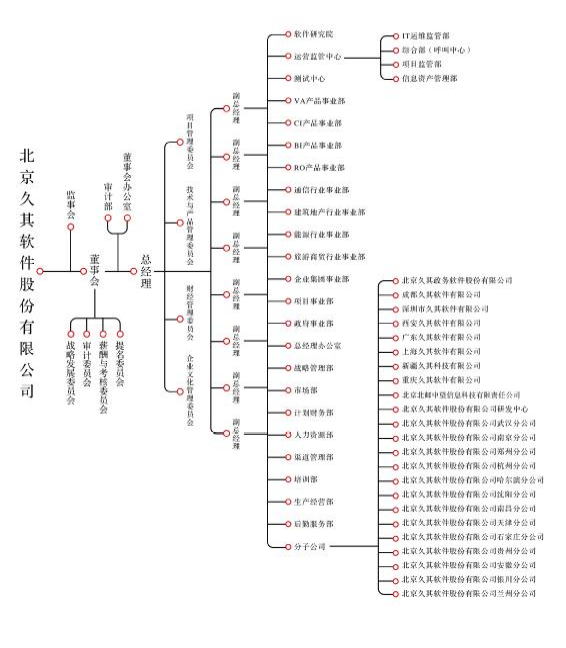 北京久其软件股份有限公司
监事会
董事会
审计部
董事会办公室
战略发展委员会
审计委员会
薪酬与考核委员会
提名委员会
总经理
项目管理委员会
技术与产品管理委员会
财经管理委员会
企业文化管理委员会
副总经理
副总经理
副总经理
副总经理
副总经理
副总经理
副总经理
副总经理
软件研究院
运营监管中心
测试中心
VA产品事业部
CI产品事业部
BI产品事业部
RO产品事业部
通信行业事业部
建筑地产行业事业部
能源行业事业部
旅游商贸行业事业部
企业集团事业部
项目事业部
政府事业部
总经理办公室
战略管理部
市场部
计划财务部
人力资源部
渠道管理部
培训部
生产经营部
后勤服务部
分子公司
IT运维监管部
综合部（呼叫中心）
项目监管部
信息资产管理部
北京久其政务软件股份有限公司
成都久其软件有限公司
深圳市久其软件有限公司
西安久其软件有限公司
广东久其软件有限公司
上海久其软件有限公司
新疆久其科技有限公司
重庆久其软件有限公司
北京北邮中望信息科技有限责任公司
北京久其软件股份有限公司研发中心
北京久其软件股份有限公司武汉分公司
北京久其软件股份有限公司南京分公司
北京久其软件股份有限公司郑州分公司
北京久其软件股份有限公司杭州分公司
北京久其软件股份有限公司哈尔滨分公司
北京久其软件股份有限公司沈阳分公司
北京久其软件股份有限公司南昌分公司
北京久其软件股份有限公司天津分公司
北京久其软件股份有限公司石家庄分公司
北京久其软件股份有限公司贵州分公司
北京久其软件股份有限公司安徽分公司
北京久其软件股份有限公司银川分公司
北京久其软件股份有限公司兰州分公司